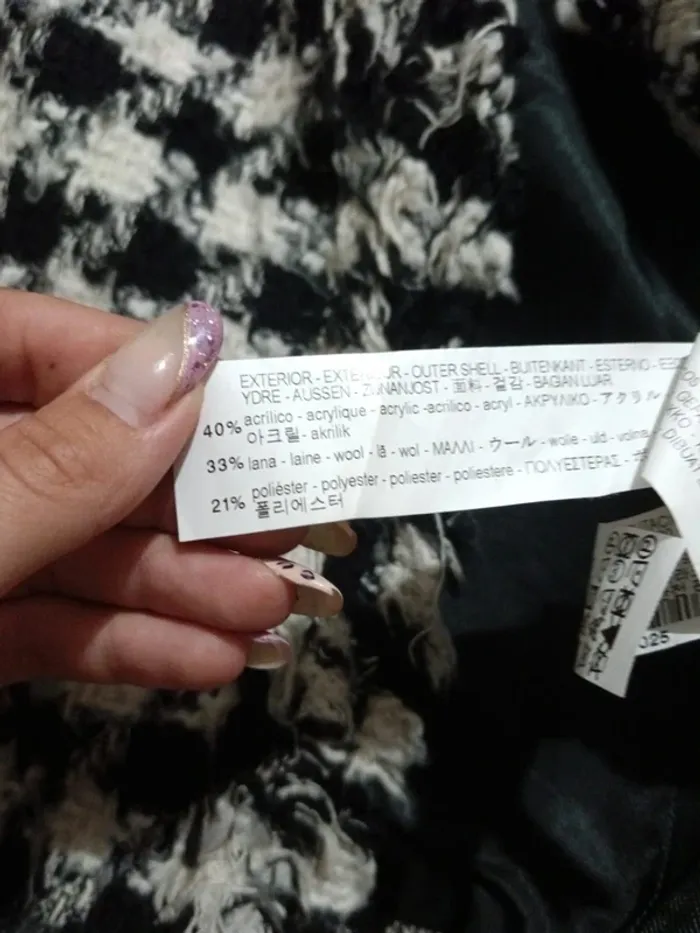 EXTERIOR - OUTER SHELL - BUITENKANT - ESTERNO -
YDRE - AUSSEN - - 面料 - 겉감 - BAGIAN LUAR
40% acrílico - acrylique - acrylic - acrilico - acryl - ΑΚΡΥΛΙΚΟ - アクリル
아크릴 - akrilik
33% lana - laine - wool - lã - wol - ΜΑΛΛΙ - ウール - wolle - uld -
21% poliéster - polyester - poliester - poliestere - ΠΟΛΥΕΣΤΕΡΑΣ -
폴리에스터
025